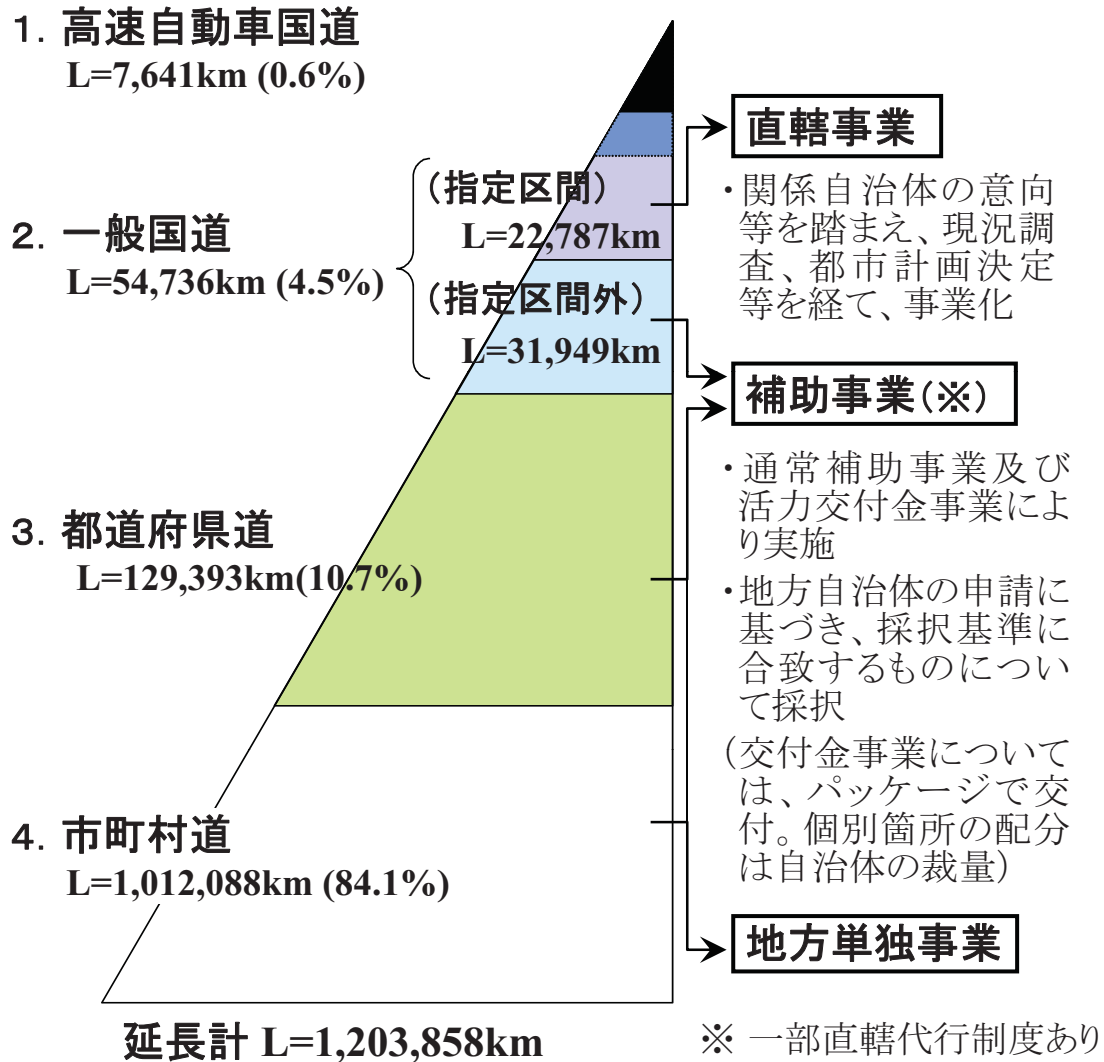 1. 高速自動車国道
L=7,641km (0.6%)
2. 一般国道
L=54,736km (4.5%)
(指定区間)
L=22,787km
(指定区間外)
L=31,949km
3. 都道府県道
L=129,393km(10.7%)
4. 市町村道
L=1,012,088km (84.1%)
延長計 L=1,203,858km
直轄事業
・関係自治体の意向
等を踏まえ、現況調
査、都市計画決定
等を経て、事業化
補助事業(※)
・通常補助事業及び
活力交付金事業によ
り実施
・地方自治体の申請に
基づき、採択基準に
合致するものについ
て採択
(交付金事業について
は、パッケージで交
付。個別箇所の配分
は自治体の裁量)
地方単独事業
※ 一部直轄代行制度あり